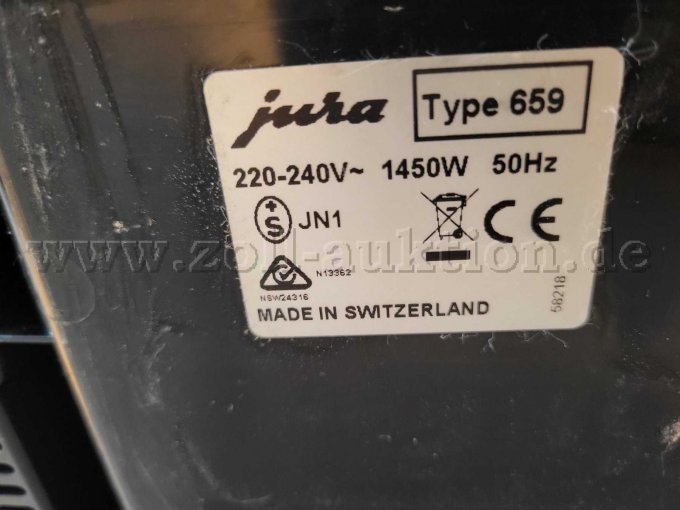 jura Type 659
220-240V~ 1450W 50Hz
+
S JN1
CE
N13362
NSW24316
58218
MADE IN SWITZERLAND
www.zoll-auktion.de